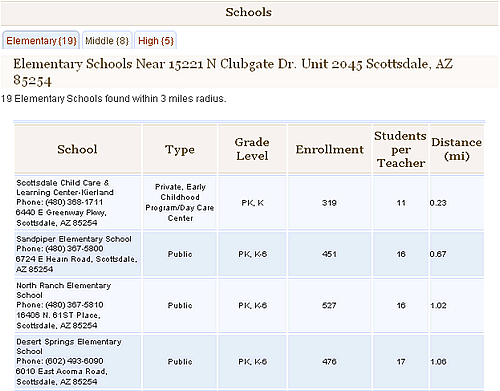 Schools
Elementary (19)
Middle (8)
High (5)
Elementary Schools Near 15221 N Clubgate Dr. Unit 2045 Scottsdale, AZ
85254
19 Elementary Schools found within 3 miles radius.
School
Type
Grade
Level
Enrollment
Students
per
Teacher
Distance
(mi)
Scottsdale Child Care &
Learning Center-Kierland
Phone: (480) 368-1711
6440 E Greenway Pkwy,
Scottsdale, AZ 85254
Private, Early
Childhood
Program/Day Care
Center
PK, K
319
11
0.23
Sandpiper Elementary School
Phone: (480) 367-5800
6724 E Hearn Road, Scottsdale,
AZ 85254
Public
PK, K-6
451
16
0.67
North Ranch Elementary
School
Phone: (480) 367-5810
16406 N. 61ST Place,
Scottsdale, AZ 85254
Public
PK, K-6
527
16
1.02
Desert Springs Elementary
School
Phone: (602) 493-6090
6010 East Acoma Road,
Scottsdale, AZ 85254
Public
PK, K-6
476
17
1.06